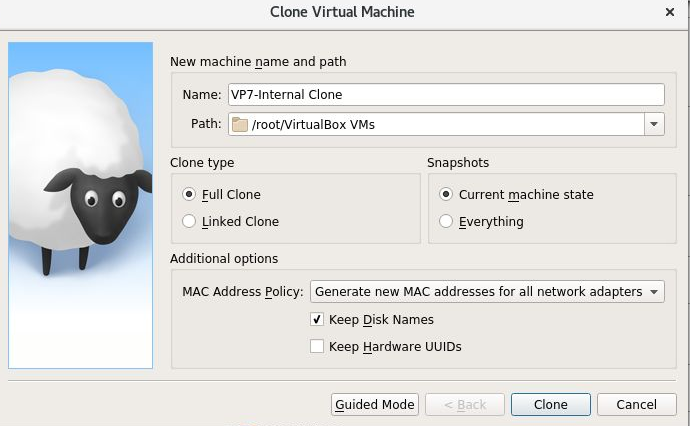 Clone Virtual Machine
New machine name and path
Name: VP7-Internal Clone
Path: /root/VirtualBox VMs
Clone type
Snapshots
Full Clone
Current machine state
Linked Clone
Everything
Additional options
MAC Address Policy: Generate new MAC addresses for all network adapters
Keep Disk Names
Keep Hardware UUIDs
Guided Mode
< Back
Clone
Cancel